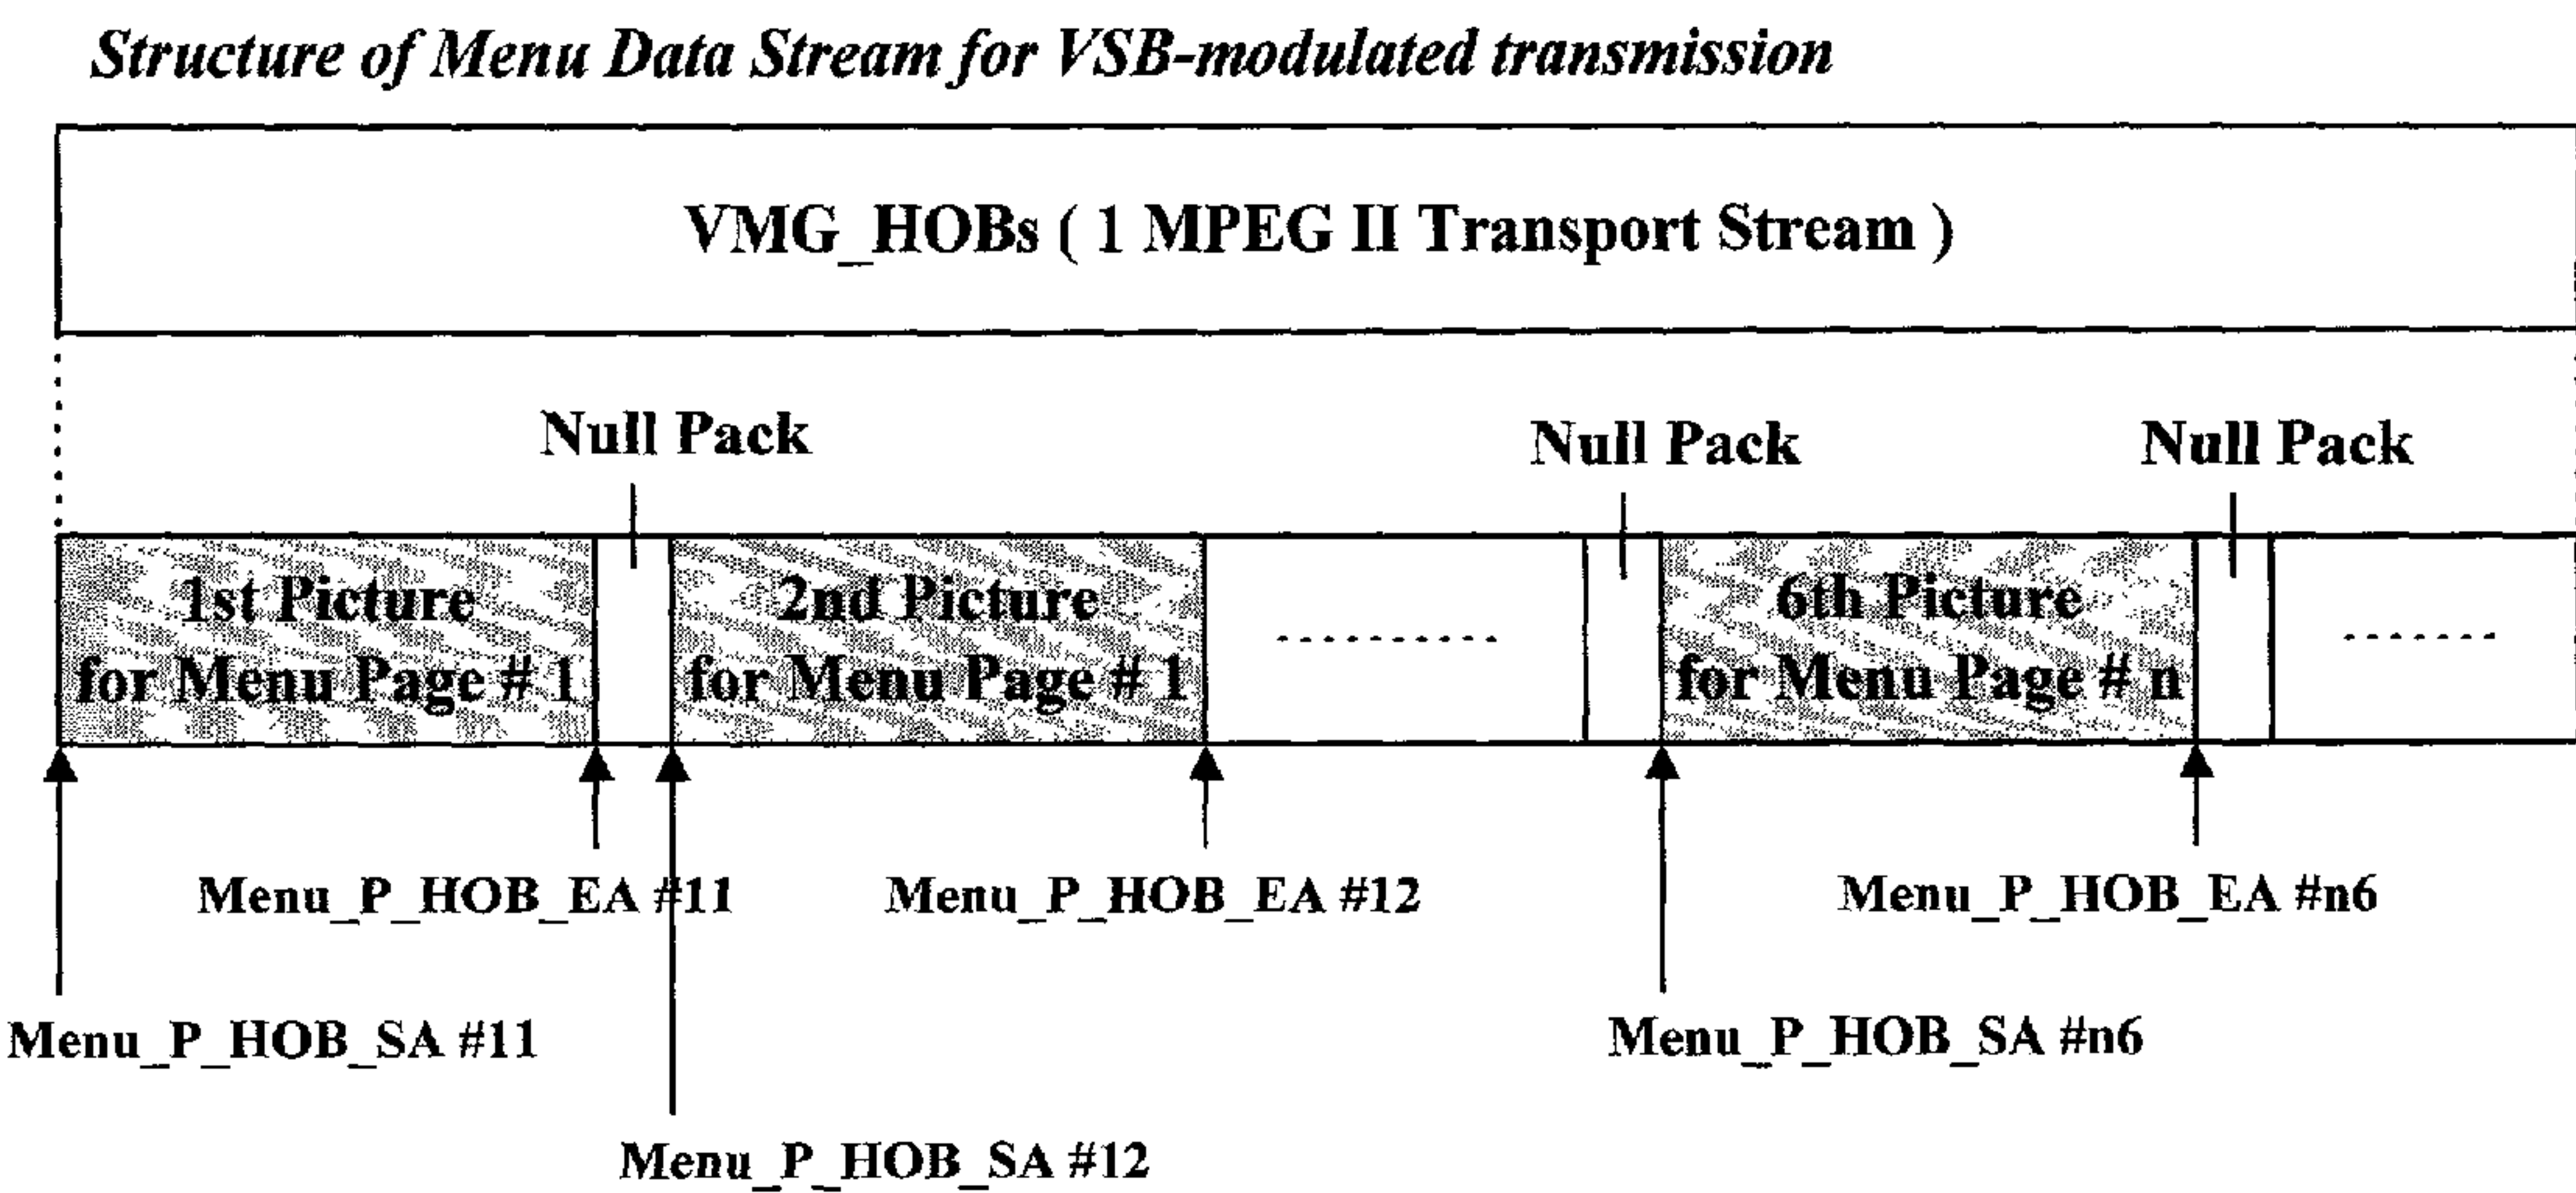 Structure of Menu Data Stream for VSB-modulated transmission
VMG_HOBs ( 1 MPEG II Transport Stream )
Null Pack
Null Pack
Null Pack
1st Picture
for Menu Page # 1
2nd Picture
for Menu Page # 1
6th Picture
for Menu Page # n
Menu_P_HOB_EA #11
Menu_P_HOB_EA #12
Menu_P_HOB_EA #n6
Menu_P_HOB_SA #11
Menu_P_HOB_SA #n6
Menu_P_HOB_SA #12